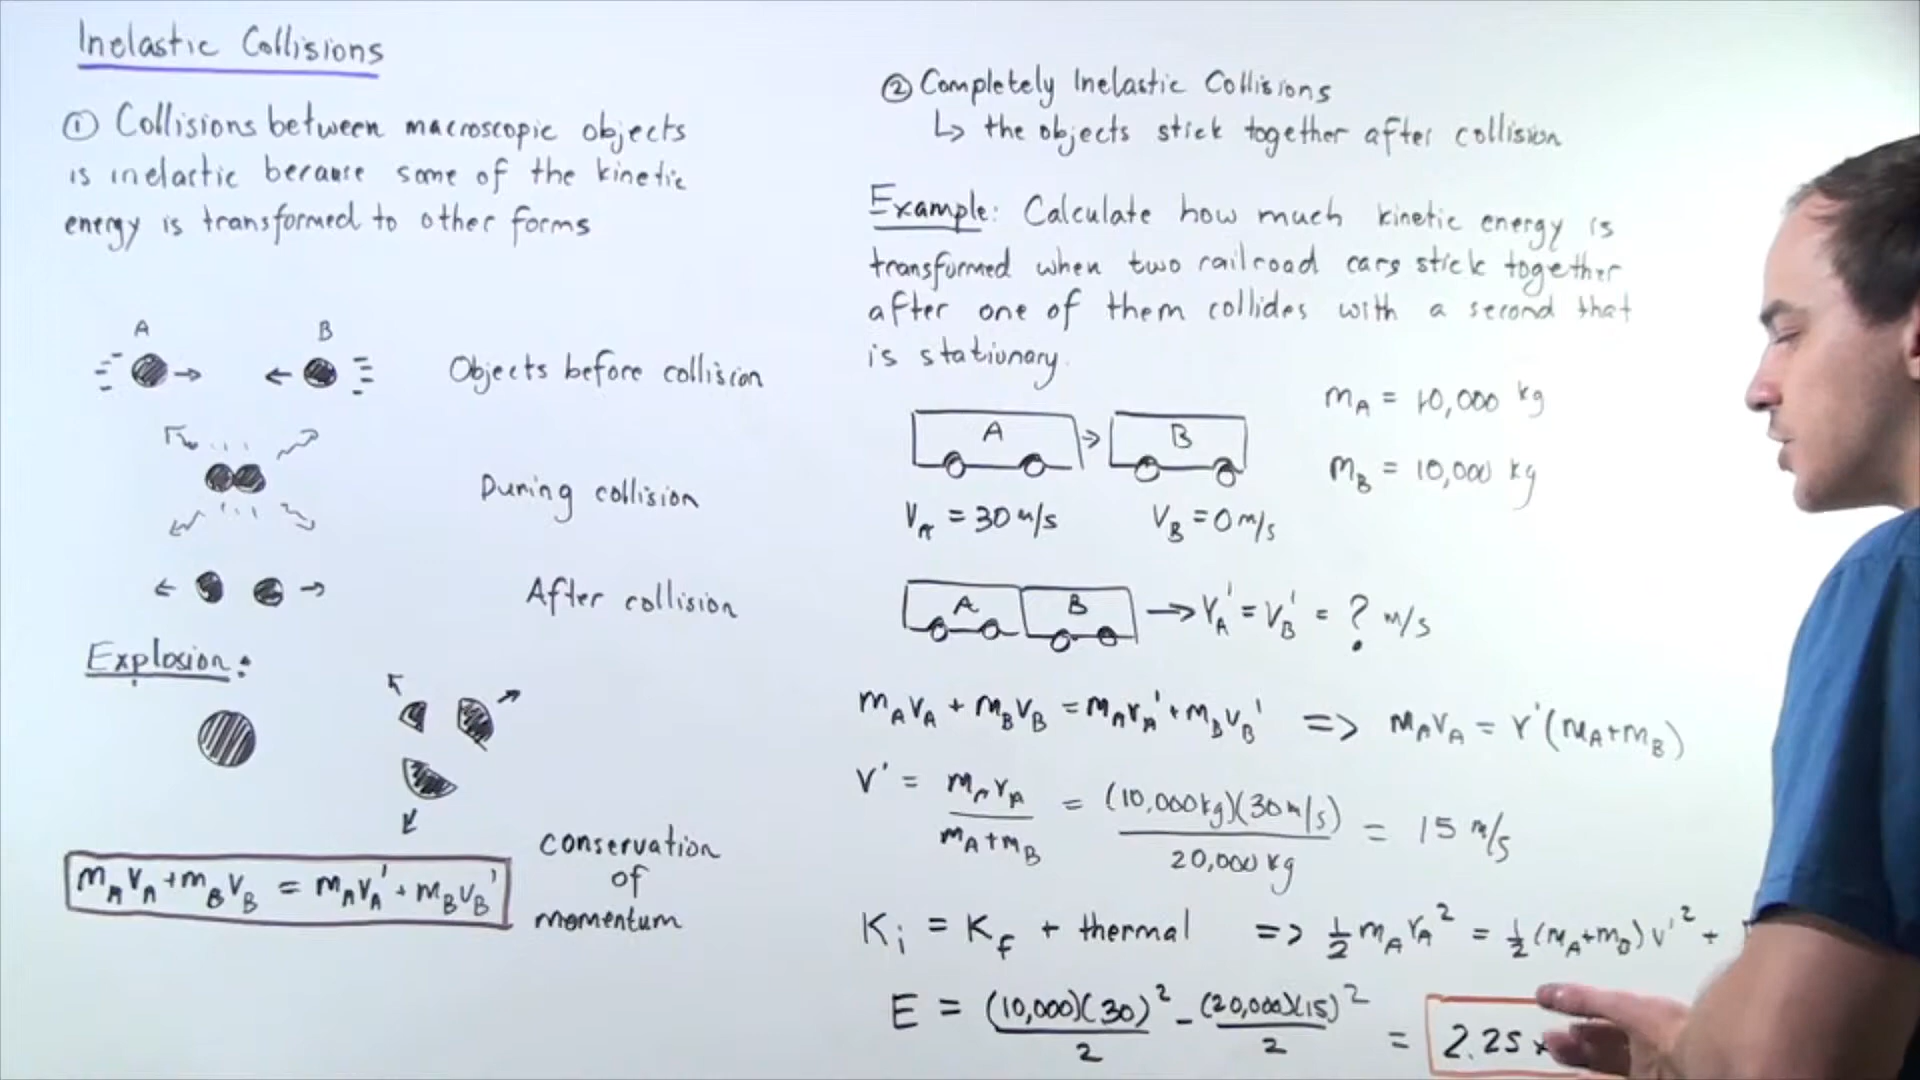 Inelastic Collisions
① Collisions between macroscopic objects
is inelastic because some of the kinetic
energy is transformed to other forms
A B
Objects before collision
During collision
After collision
Explosion:
mAvA + mBvB = mAvA' + mBvB'
conservation
of
momentum
② Completely Inelastic Collisions
↳ the objects stick together after collision
Example: Calculate how much kinetic energy is
transformed when two railroad cars stick together
after one of them collides with a second that
is stationary.
mA = 10,000 kg
A B
mB = 10,000 kg
VA = 30 m/s VB = 0 m/s
A B → VA' = VB' = ? m/s
mAvA + mBvB = mAvA' + mBvB' => mAvA = v'(mA+mB)
v' = mAvA / mA+mB = (10,000kg)(30m/s) / 20,000 kg = 15 m/s
Ki = Kf + thermal => ½ mAvA² = ½ (mA+mB) v'² +
E = (10,000)(30)² / 2 - (20,000)(15)² / 2 = 2.25 x